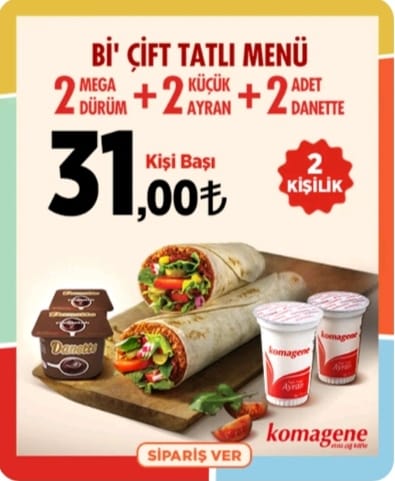 Bi' ÇİFT TATLI MENÜ
2 MEGA DÜRÜM + 2 KÜÇÜK AYRAN + 2 ADET DANETTE
31,00₺
Kişi Başı
2
KİŞİLİK
Danette
komagene
Ayran
komagene
Ayran
komagene
SİPARİŞ VER